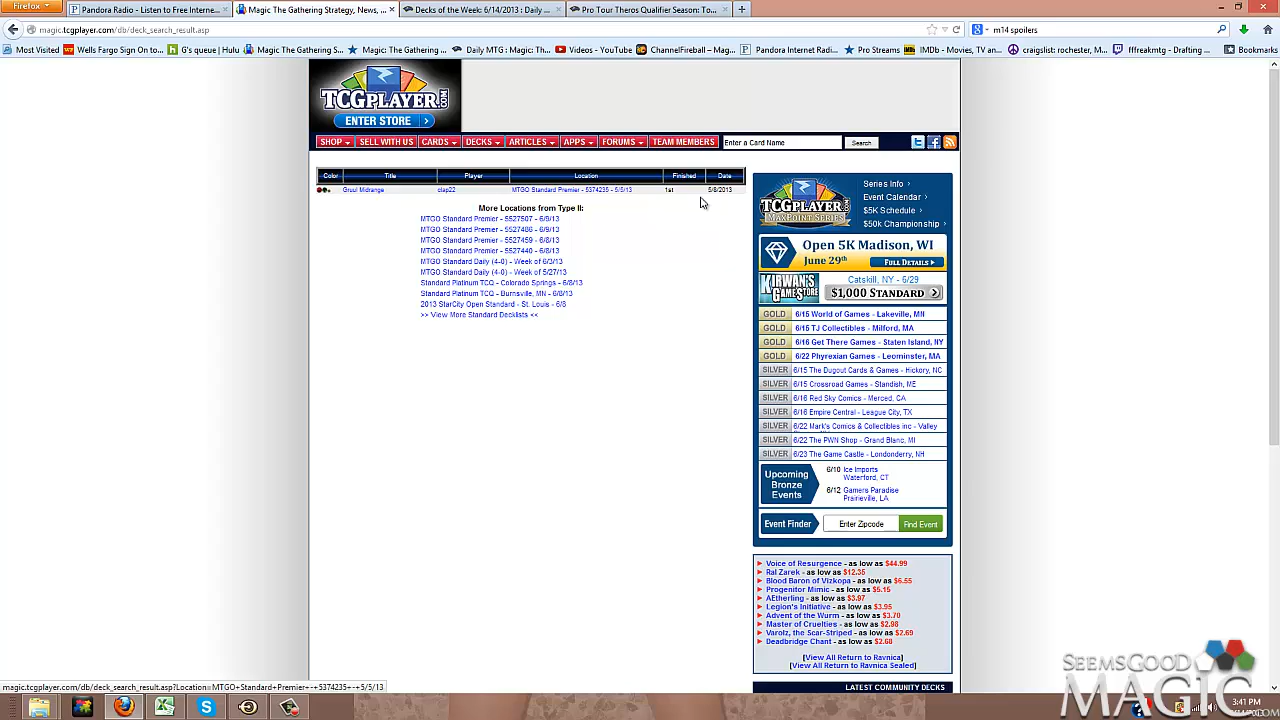 Firefox
Pandora Radio - Listen to Free Interne...
Magic The Gathering Strategy, News, ...
Decks of the Week: 6/14/2013 : Daily ...
Pro Tour Theros Qualifier Season: To...
magic.tcgplayer.com/db/deck_search_result.asp
m14 spoilers
Most Visited
Wells Fargo Sign On to...
G's queue | Hulu
Magic The Gathering S...
Magic: The Gathering ...
Daily MTG : Magic: Th...
Videos - YouTube
ChannelFireball – Mag...
Pandora Internet Radi...
Pro Streams
IMDb - Movies, TV an...
craigslist: rochester, M...
fffreakmtg - Drafting ...
Bookmarks
TCGPLAYER.COM
ENTER STORE
SHOP
SELL WITH US
CARDS
DECKS
ARTICLES
APPS
FORUMS
TEAM MEMBERS
Enter a Card Name
Search
Color Title Player Location Finished Date
Gruul Midrange clap22 MTGO Standard Premier - 5374235 - 5/5/13 1st 5/8/2013
More Locations from Type II:
MTGO Standard Premier - 5527507 - 6/9/13
MTGO Standard Premier - 5527486 - 6/9/13
MTGO Standard Premier - 5527459 - 6/8/13
MTGO Standard Premier - 5527440 - 6/8/13
MTGO Standard Daily (4-0) - Week of 6/3/13
MTGO Standard Daily (4-0) - Week of 5/27/13
Standard Platinum TCQ - Colorado Springs - 6/8/13
Standard Platinum TCQ - Burnsville, MN - 6/8/13
2013 StarCity Open Standard - St. Louis - 6/8
>> View More Standard Decklists <<
TCGPLAYER.COM
MAXPOINT SERIES
Series Info ›
Event Calendar ›
$5K Schedule ›
$50k Championship ›
Open 5K Madison, WI
June 29th
FULL DETAILS
KIRWAN'S GAME STORE
Catskill, NY - 6/29
$1,000 STANDARD
GOLD 6/15 World of Games - Lakeville, MN
GOLD 6/15 TJ Collectibles - Milford, MA
GOLD 6/16 Get There Games - Staten Island, NY
GOLD 6/22 Phyrexian Games - Leominster, MA
SILVER 6/15 The Dugout Cards & Games - Hickory, NC
SILVER 6/15 Crossroad Games - Standish, ME
SILVER 6/16 Red Sky Comics - Merced, CA
SILVER 6/16 Empire Central - League City, TX
SILVER 6/22 Mark's Comics & Collectibles inc - Valley
SILVER 6/22 The PWN Shop - Grand Blanc, MI
SILVER 6/23 The Game Castle - Londonderry, NH
Upcoming Bronze Events
6/10 Ice Imports
Waterford, CT
6/12 Gamers Paradise
Prairieville, LA
Event Finder
Enter Zipcode
Find Event
Voice of Resurgence - as low as $44.99
Ral Zarek - as low as $12.35
Blood Baron of Vizkopa - as low as $6.55
Progenitor Mimic - as low as $5.15
AEtherling - as low as $3.97
Legion's Initiative - as low as $3.95
Advent of the Wurm - as low as $3.70
Master of Cruelties - as low as $2.98
Varolz, the Scar-Striped - as low as $2.69
Deadbridge Chant - as low as $2.68
[View All Return to Ravnica]
[View All Return to Ravnica Sealed]
LATEST COMMUNITY DECKS
magic.tcgplayer.com/db/deck_search_result.asp?Location=MTGO+Standard+Premier+-+5374235+-+5/5/13
SEEMSGOOD
MAGIC
3:41 PM